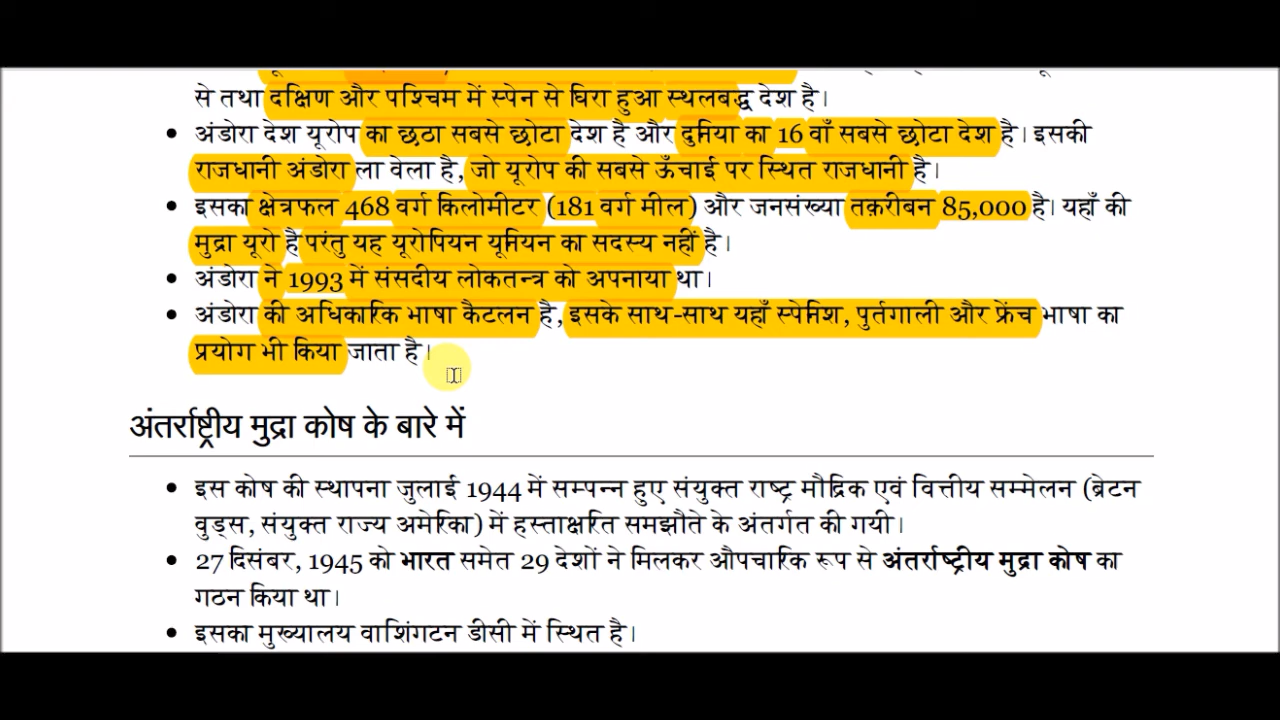 से तथा दक्षिण और पश्चिम में स्पेन से घिरा हुआ स्थलबद्ध देश है।
• अंडोरा देश यूरोप का छठा सबसे छोटा देश है और दुनिया का 16 वाँ सबसे छोटा देश है। इसकी
राजधानी अंडोरा ला वेला है, जो यूरोप की सबसे ऊँचाई पर स्थित राजधानी है।
• इसका क्षेत्रफल 468 वर्ग किलोमीटर (181 वर्ग मील) और जनसंख्या तक़रीबन 85,000 है। यहाँ की
मुद्रा यूरो है परंतु यह यूरोपियन यूनियन का सदस्य नहीं है।
• अंडोरा ने 1993 में संसदीय लोकतन्त्र को अपनाया था।
• अंडोरा की अधिकारिक भाषा कैटलन है, इसके साथ-साथ यहाँ स्पेनिश, पुर्तगाली और फ्रेंच भाषा का
प्रयोग भी किया जाता है।
अंतर्राष्ट्रीय मुद्रा कोष के बारे में
• इस कोष की स्थापना जुलाई 1944 में सम्पन्न हुए संयुक्त राष्ट्र मौद्रिक एवं वित्तीय सम्मेलन (ब्रेटन
वुड्स, संयुक्त राज्य अमेरिका) में हस्ताक्षरित समझौते के अंतर्गत की गयी।
• 27 दिसंबर, 1945 को भारत समेत 29 देशों ने मिलकर औपचारिक रूप से अंतर्राष्ट्रीय मुद्रा कोष का
गठन किया था।
• इसका मुख्यालय वाशिंगटन डीसी में स्थित है।